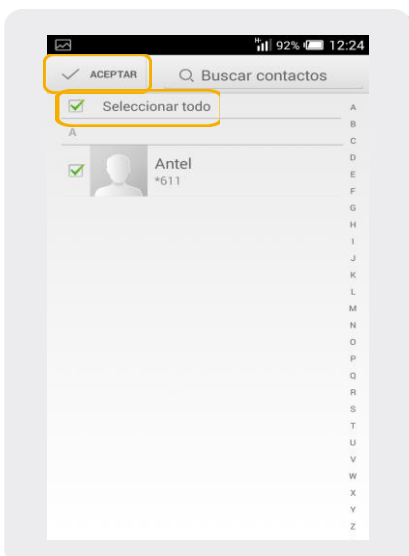 92% 12:24
ACEPTAR Buscar contactos
Seleccionar todo
A
Antel
*611
A
B
C
D
E
F
G
H
I
J
K
L
M
N
O
P
Q
R
S
T
U
V
W
X
Y
Z